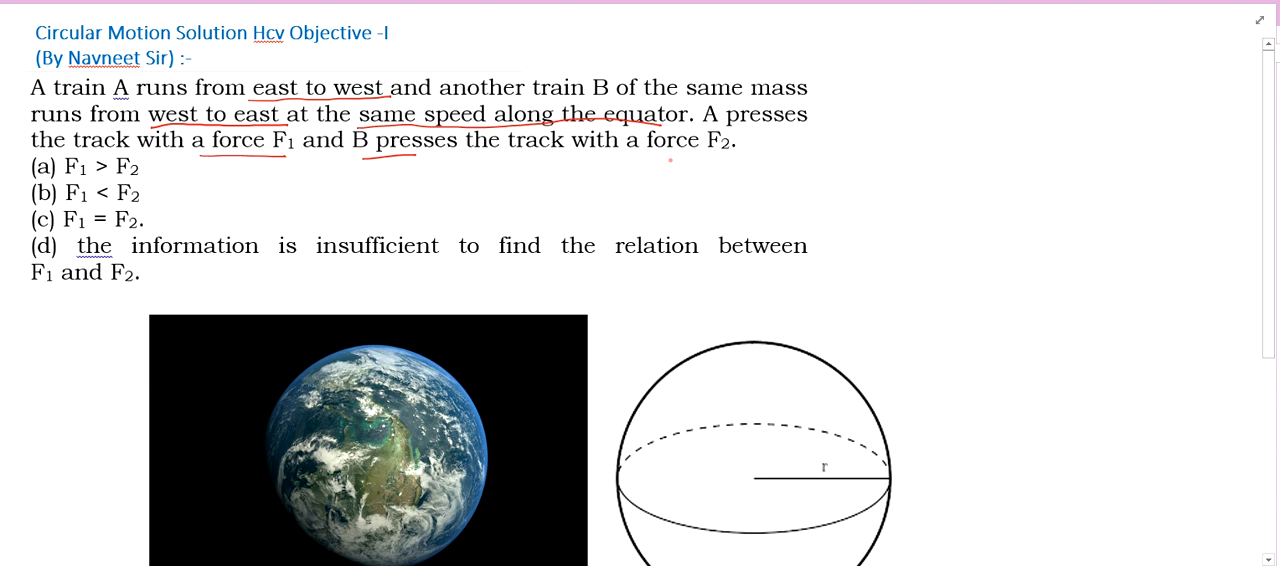 Circular Motion Solution Hcv Objective -I
(By Navneet Sir) :-
A train A runs from east to west and another train B of the same mass
runs from west to east at the same speed along the equator. A presses
the track with a force F₁ and B presses the track with a force F₂.
(a) F₁ > F₂
(b) F₁ < F₂
(c) F₁ = F₂.
(d) the information is insufficient to find the relation between
F₁ and F₂.
r